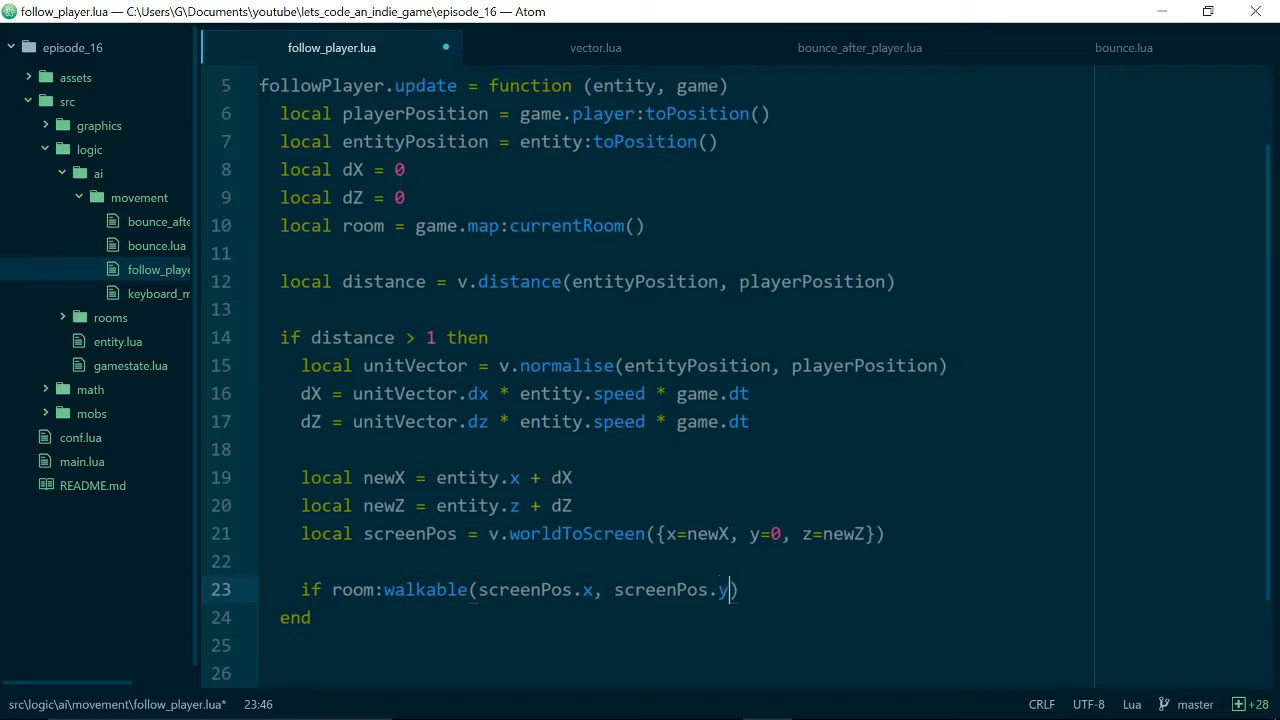 follow_player.lua — C:\Users\G\Documents\youtube\lets_code_an_indie_game\episode_16 — Atom
episode_16
assets
src
graphics
logic
ai
movement
bounce_afte
bounce.lua
follow_playe
keyboard_m
rooms
entity.lua
gamestate.lua
math
mobs
conf.lua
main.lua
README.md
follow_player.lua vector.lua bounce_after_player.lua bounce.lua
5 followPlayer.update = function (entity, game)
6 local playerPosition = game.player:toPosition()
7 local entityPosition = entity:toPosition()
8 local dX = 0
9 local dZ = 0
10 local room = game.map:currentRoom()
11
12 local distance = v.distance(entityPosition, playerPosition)
13
14 if distance > 1 then
15 local unitVector = v.normalise(entityPosition, playerPosition)
16 dX = unitVector.dx * entity.speed * game.dt
17 dZ = unitVector.dz * entity.speed * game.dt
18
19 local newX = entity.x + dX
20 local newZ = entity.z + dZ
21 local screenPos = v.worldToScreen({x=newX, y=0, z=newZ})
22
23 if room:walkable(screenPos.x, screenPos.y)
24 end
25
26
src\logic\ai\movement\follow_player.lua* 23:46 CRLF UTF-8 Lua master +28